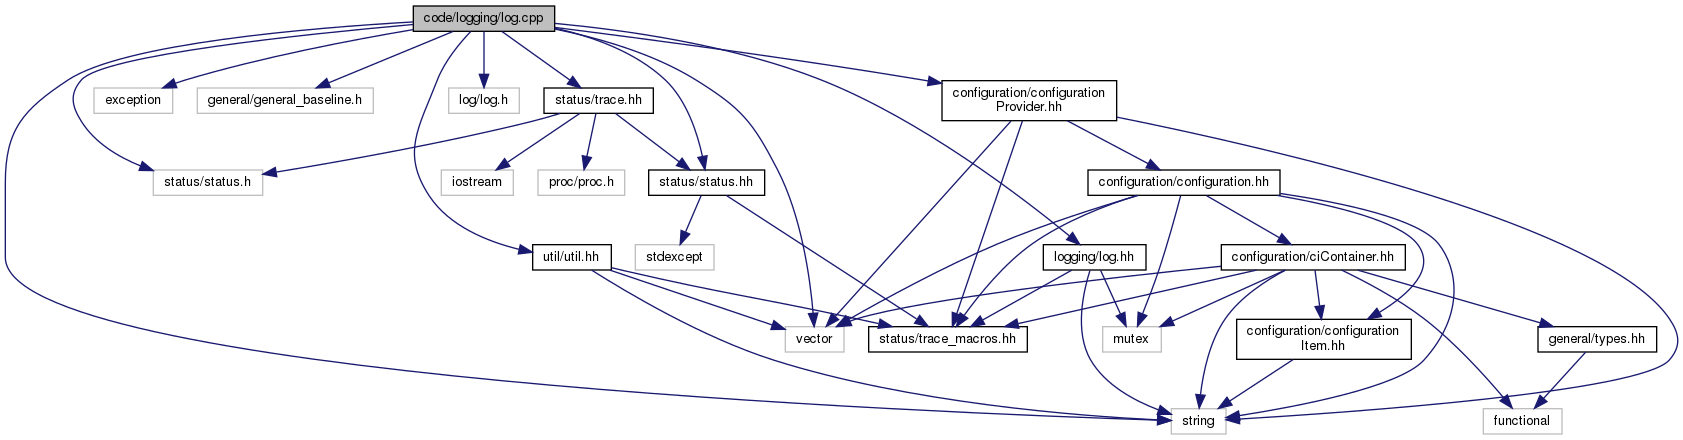 code/logging/log.cpp
exception
general/general_baseline.h
log/log.h
status/trace.hh
configuration/configuration
Provider.hh
status/status.h
iostream
proc/proc.h
status/status.hh
configuration/configuration.hh
util/util.hh
stdexcept
logging/log.hh
configuration/ciContainer.hh
vector
status/trace_macros.hh
mutex
configuration/configuration
Item.hh
general/types.hh
string
functional